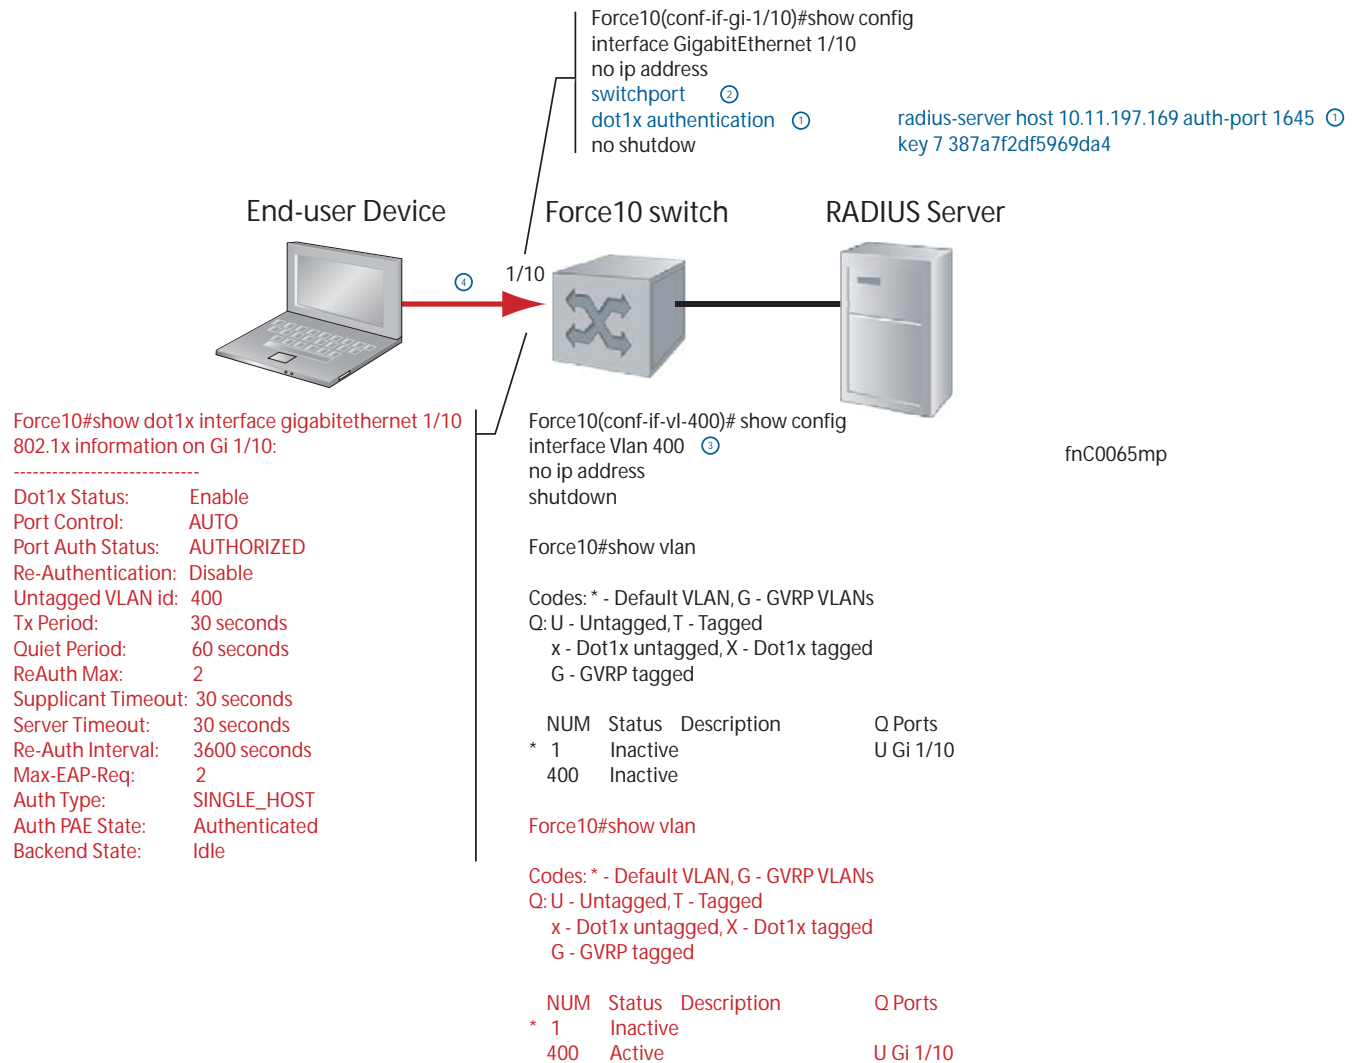 Force10(conf-if-gi-1/10)#show config
interface GigabitEthernet 1/10
no ip address
switchport 2
dot1x authentication 1
no shutdow
radius-server host 10.11.197.169 auth-port 1645 1
key 7 387a7f2df5969da4
End-user Device
Force10 switch
RADIUS Server
4
1/10
Force10#show dot1x interface gigabitethernet 1/10
802.1x information on Gi 1/10:
-----------------------------
Dot1x Status: Enable
Port Control: AUTO
Port Auth Status: AUTHORIZED
Re-Authentication: Disable
Untagged VLAN id: 400
Tx Period: 30 seconds
Quiet Period: 60 seconds
ReAuth Max: 2
Supplicant Timeout: 30 seconds
Server Timeout: 30 seconds
Re-Auth Interval: 3600 seconds
Max-EAP-Req: 2
Auth Type: SINGLE_HOST
Auth PAE State: Authenticated
Backend State: Idle
Force10(conf-if-vl-400)# show config
interface Vlan 400 3
no ip address
shutdown
Force10#show vlan
Codes: * - Default VLAN, G - GVRP VLANs
Q: U - Untagged, T - Tagged
x - Dot1x untagged, X - Dot1x tagged
G - GVRP tagged
NUM Status Description Q Ports
* 1 Inactive U Gi 1/10
400 Inactive
Force10#show vlan
Codes: * - Default VLAN, G - GVRP VLANs
Q: U - Untagged, T - Tagged
x - Dot1x untagged, X - Dot1x tagged
G - GVRP tagged
NUM Status Description Q Ports
* 1 Inactive
400 Active U Gi 1/10
fnC0065mp